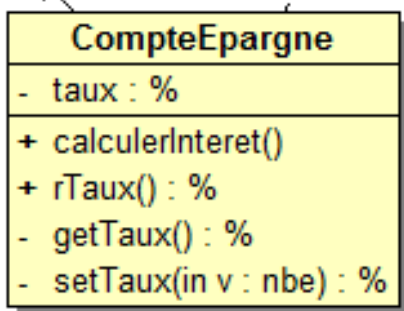 CompteEpargne
- taux : %
+ calculerInteret()
+ rTaux() : %
- getTaux() : %
- setTaux(in v : nbe) : %